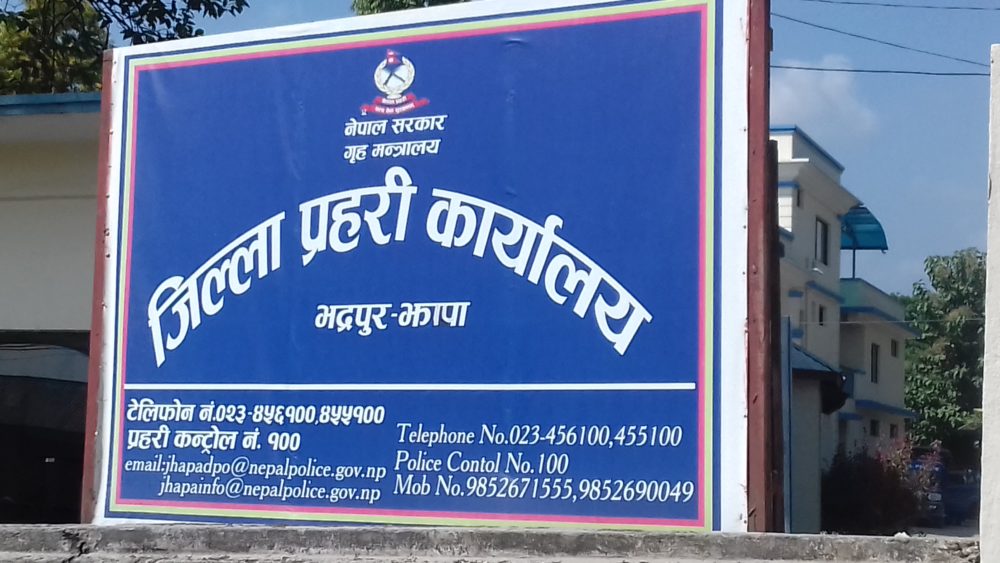 नेपाल सरकार
गृह मन्त्रालय
जिल्ला प्रहरी कार्यालय
भद्रपुर-झापा
टेलिफोन नं.०२३-४५६१००,४५५१००
प्रहरी कन्ट्रोल नं. १००
email:jhapadpo@nepalpolice.gov.np
jhapainfo@nepalpolice.gov.np
Telephone No.023-456100,455100
Police Contol No.100
Mob No.9852671555,9852690049